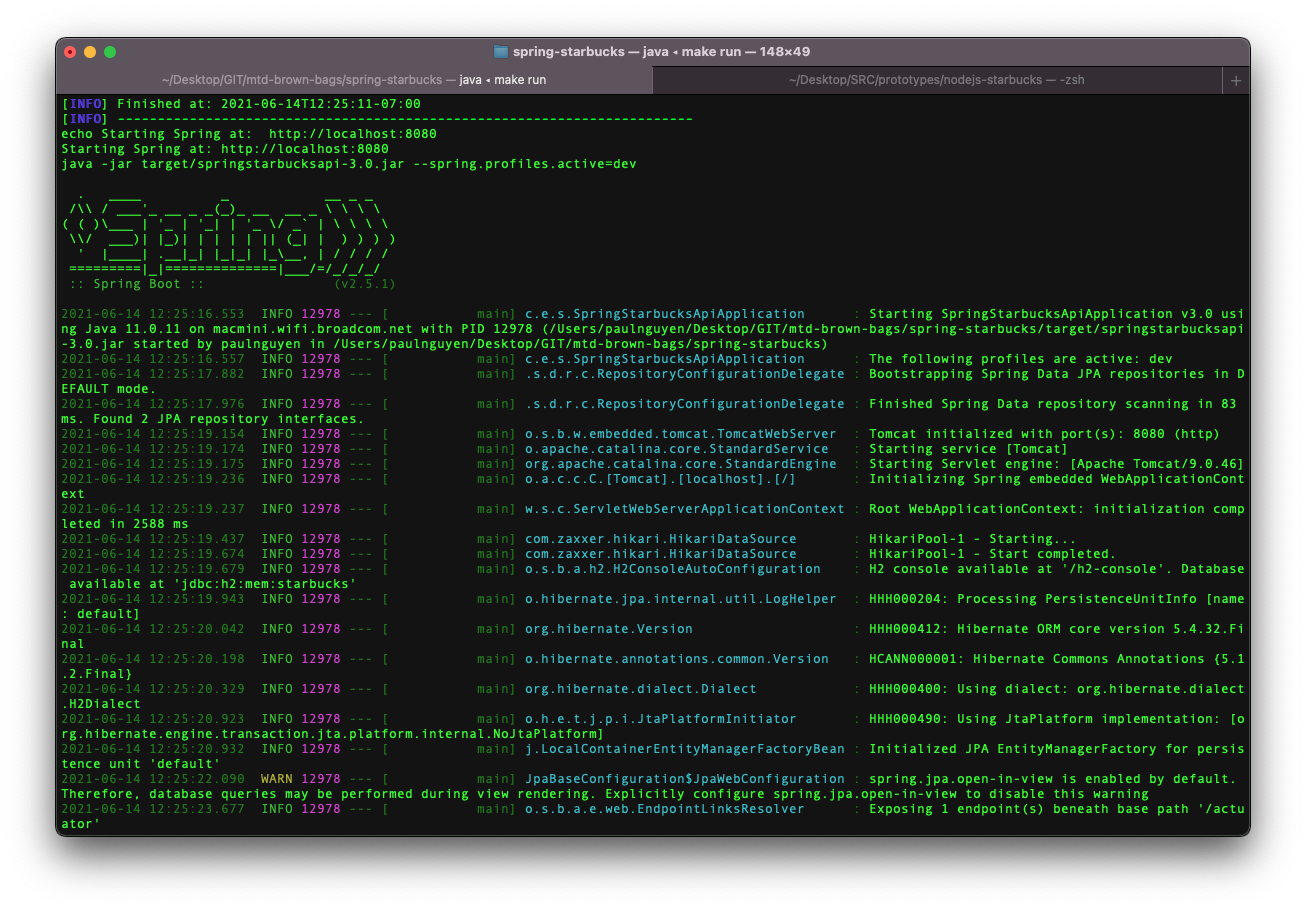 spring-starbucks — java ◂ make run — 148×49
~/Desktop/GIT/mtd-brown-bags/spring-starbucks — java ◂ make run
~/Desktop/SRC/prototypes/nodejs-starbucks — -zsh
+
[INFO] Finished at: 2021-06-14T12:25:11-07:00
[INFO] ------------------------------------------------------------------------
echo Starting Spring at:  http://localhost:8080
Starting Spring at: http://localhost:8080
java -jar target/springstarbucksapi-3.0.jar --spring.profiles.active=dev
  .   ____          _            __ _ _
 /\\ / ___'_ __ _ _(_)_ __  __ _ \ \ \ \
( ( )\___ | '_ | '_| | '_ \/ _` | \ \ \ \
 \\/  ___)| |_)| | | | | || (_| |  ) ) ) )
  '  |____| .__|_| |_|_| |_\__, | / / / /
 =========|_|==============|___/=/_/_/_/
 :: Spring Boot ::                (v2.5.1)
2021-06-14 12:25:16.553  INFO 12978 --- [           main] c.e.s.SpringStarbucksApiApplication      : Starting SpringStarbucksApiApplication v3.0 usi
ng Java 11.0.11 on macmini.wifi.broadcom.net with PID 12978 (/Users/paulnguyen/Desktop/GIT/mtd-brown-bags/spring-starbucks/target/springstarbucksapi
-3.0.jar started by paulnguyen in /Users/paulnguyen/Desktop/GIT/mtd-brown-bags/spring-starbucks)
2021-06-14 12:25:16.557  INFO 12978 --- [           main] c.e.s.SpringStarbucksApiApplication      : The following profiles are active: dev
2021-06-14 12:25:17.882  INFO 12978 --- [           main] .s.d.r.c.RepositoryConfigurationDelegate : Bootstrapping Spring Data JPA repositories in D
EFAULT mode.
2021-06-14 12:25:17.976  INFO 12978 --- [           main] .s.d.r.c.RepositoryConfigurationDelegate : Finished Spring Data repository scanning in 83
ms. Found 2 JPA repository interfaces.
2021-06-14 12:25:19.154  INFO 12978 --- [           main] o.s.b.w.embedded.tomcat.TomcatWebServer  : Tomcat initialized with port(s): 8080 (http)
2021-06-14 12:25:19.174  INFO 12978 --- [           main] o.apache.catalina.core.StandardService   : Starting service [Tomcat]
2021-06-14 12:25:19.175  INFO 12978 --- [           main] org.apache.catalina.core.StandardEngine  : Starting Servlet engine: [Apache Tomcat/9.0.46]
2021-06-14 12:25:19.236  INFO 12978 --- [           main] o.a.c.c.C.[Tomcat].[localhost].[/]       : Initializing Spring embedded WebApplicationCont
ext
2021-06-14 12:25:19.237  INFO 12978 --- [           main] w.s.c.ServletWebServerApplicationContext : Root WebApplicationContext: initialization comp
leted in 2588 ms
2021-06-14 12:25:19.437  INFO 12978 --- [           main] com.zaxxer.hikari.HikariDataSource       : HikariPool-1 - Starting...
2021-06-14 12:25:19.674  INFO 12978 --- [           main] com.zaxxer.hikari.HikariDataSource       : HikariPool-1 - Start completed.
2021-06-14 12:25:19.679  INFO 12978 --- [           main] o.s.b.a.h2.H2ConsoleAutoConfiguration    : H2 console available at '/h2-console'. Database
 available at 'jdbc:h2:mem:starbucks'
2021-06-14 12:25:19.943  INFO 12978 --- [           main] o.hibernate.jpa.internal.util.LogHelper  : HHH000204: Processing PersistenceUnitInfo [name
: default]
2021-06-14 12:25:20.042  INFO 12978 --- [           main] org.hibernate.Version                    : HHH000412: Hibernate ORM core version 5.4.32.Fi
nal
2021-06-14 12:25:20.198  INFO 12978 --- [           main] o.hibernate.annotations.common.Version   : HCANN000001: Hibernate Commons Annotations {5.1
.2.Final}
2021-06-14 12:25:20.329  INFO 12978 --- [           main] org.hibernate.dialect.Dialect            : HHH000400: Using dialect: org.hibernate.dialect
.H2Dialect
2021-06-14 12:25:20.923  INFO 12978 --- [           main] o.h.e.t.j.p.i.JtaPlatformInitiator       : HHH000490: Using JtaPlatform implementation: [o
rg.hibernate.engine.transaction.jta.platform.internal.NoJtaPlatform]
2021-06-14 12:25:20.932  INFO 12978 --- [           main] j.LocalContainerEntityManagerFactoryBean : Initialized JPA EntityManagerFactory for persis
tence unit 'default'
2021-06-14 12:25:22.090  WARN 12978 --- [           main] JpaBaseConfiguration$JpaWebConfiguration : spring.jpa.open-in-view is enabled by default.
Therefore, database queries may be performed during view rendering. Explicitly configure spring.jpa.open-in-view to disable this warning
2021-06-14 12:25:23.677  INFO 12978 --- [           main] o.s.b.a.e.web.EndpointLinksResolver      : Exposing 1 endpoint(s) beneath base path '/actu
ator'